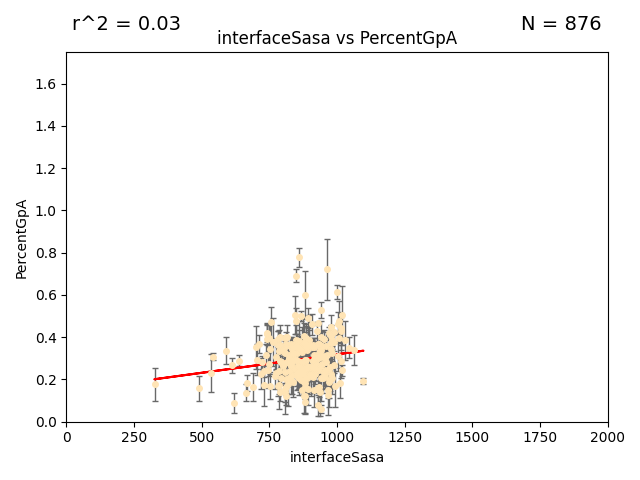 r^2 = 0.03
N = 876
interfaceSasa vs PercentGpA
PercentGpA
1.6
1.4
1.2
1.0
0.8
0.6
0.4
0.2
0.0
0 250 500 750 1000 1250 1500 1750 2000
interfaceSasa